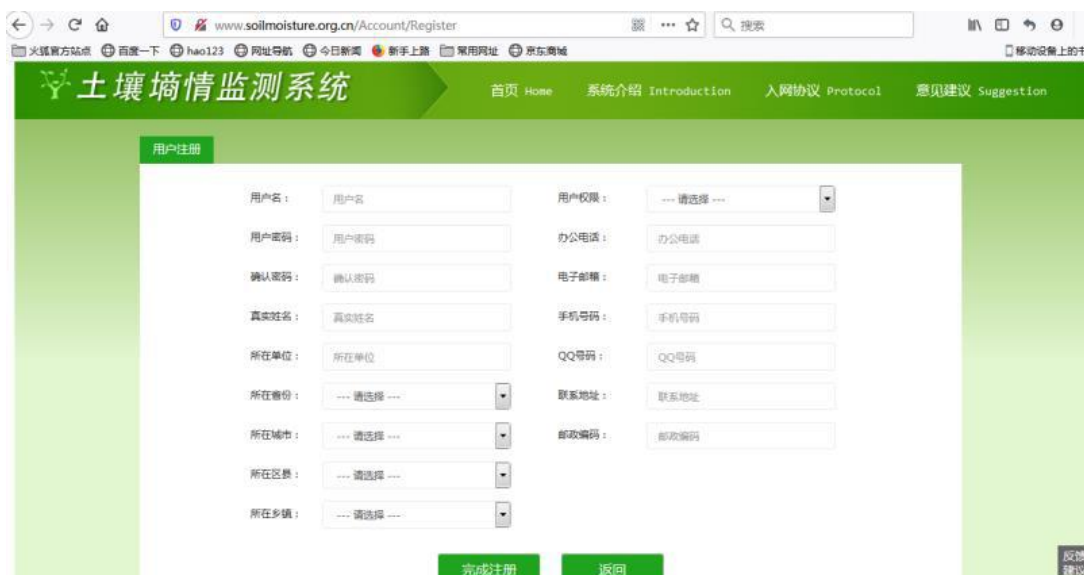 www.soilmoisture.org.cn/Account/Register
搜索
火狐官方站点 百度一下 hao123 网址导航 今日新闻 新手上路 常用网址 京东商城
移动设备上的书
土壤墒情监测系统
首页 Home 系统介绍 Introduction 入网协议 Protocol 意见建议 Suggestion
用户注册
用户名： 用户名 用户权限： --- 请选择 ---
用户密码： 用户密码 办公电话： 办公电话
确认密码： 确认密码 电子邮箱： 电子邮箱
真实姓名： 真实姓名 手机号码： 手机号码
所在单位： 所在单位 QQ号码： QQ号码
所在省份： --- 请选择 --- 联系地址： 联系地址
所在城市： --- 请选择 --- 邮政编码： 邮政编码
所在区县： --- 请选择 ---
所在乡镇： --- 请选择 ---
完成注册 返回
反馈
建议